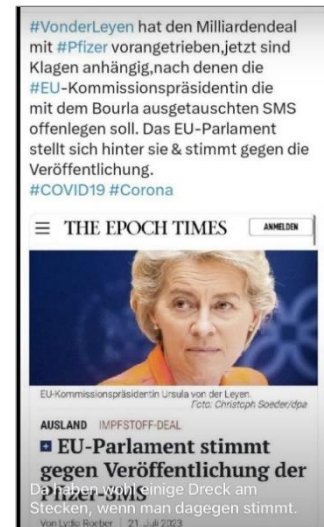 #VonderLeyen hat den Milliardendeal
mit #Pfizer vorangetrieben,jetzt sind
Klagen anhängig,nach denen die
#EU-Kommissionspräsidentin die
mit dem Bourla ausgetauschten SMS
offenlegen soll. Das EU-Parlament
stellt sich hinter sie & stimmt gegen die
Veröffentlichung.
#COVID19 #Corona
THE EPOCH TIMES
ANMELDEN
EU-Kommissionspräsidentin Ursula von der Leyen.
Foto: Christoph Soeder/dpa
AUSLAND IMPFSTOFF-DEAL
EU-Parlament stimmt
gegen Veröffentlichung der
Pfizer-SMS
Da haben wohl einige Dreck am
Stecken, wenn man dagegen stimmt.
Von Lydia Roeber 21. Juli 2023